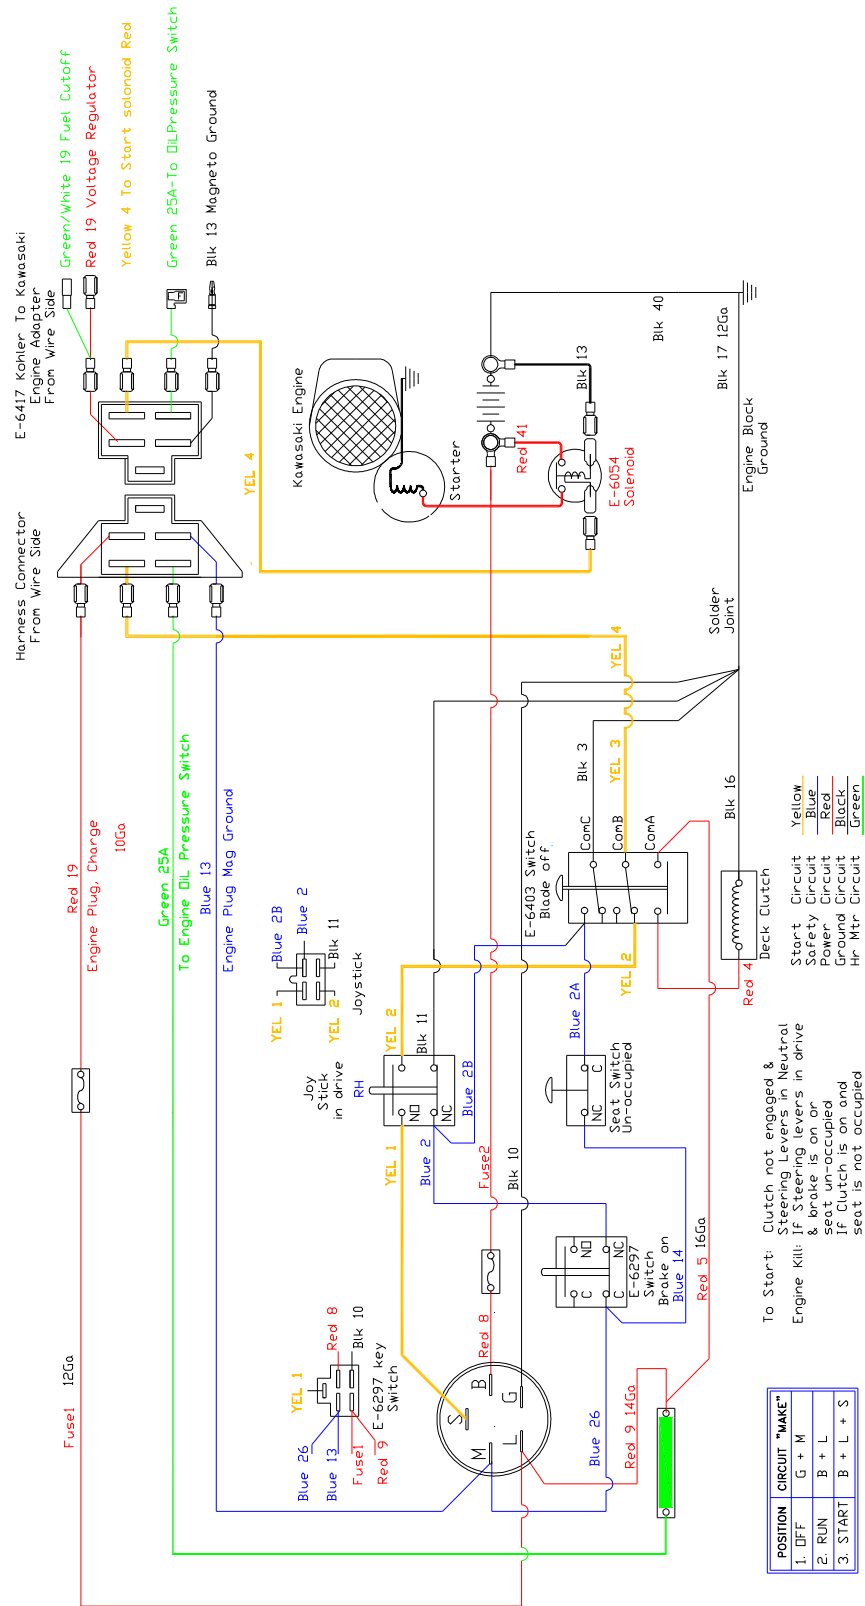 E-6417 Kohler To Kawasaki
Engine Adapter
From Wire Side
Green/White 19 Fuel Cutoff
Red 19 Voltage Regulator
Yellow 4 To Start solonoid Red
Green 25A-To OiLPressure Switch
Blk 13 Magneto Ground
Harness Connector
From Wire Side
YEL 4
Kawasaki Engine
Starter
Red 41
Blk 13
E-6054
Solenoid
Blk 40
Blk 17 12Ga
Engine Block
Ground
Solder
Joint
Red 19
Engine Plug, Charge
10Ga
Green 25A
To Engine OiL Pressure Switch
Blue 13
Engine Plug Mag Ground
YEL 4
YEL 3
Blk 3
ComC
ComB
ComA
E-6403 Switch
Blade off
Blk 16
Deck Clutch
Red 4
Blue 2B
Blue 2
YEL 1
YEL 2
Blk 11
Joystick
Joy
Stick
in drive
RH
YEL 2
Blk 11
NO
NC
YEL 1
Blue 2
Blue 2B
YEL 2
Blue 2A
C
NC
Seat Switch
Un-occupied
Fuse2
Blk 10
NO
NC
C
C
E-6297
Switch
Brake on
Blue 14
Red 5 16Ga
Fuse1
12Ga
YEL 1
Red 8
Blk 10
Blue 26
Blue 13
Fuse1
Red 9
E-6297 key
Switch
Red 8
S
B
M
G
L
Blue 26
Red 9 14Ga
Start Circuit Yellow
Safety Circuit Blue
Power Circuit Red
Ground Circuit Black
Hr Mtr Circuit Green
To Start: Clutch not engaged &
Steering Levers in Neutral
Engine Kill: If Steering levers in drive
& brake is on or
seat un-occupied
If Clutch is on and
seat is not occupied
POSITION CIRCUIT "MAKE"
1. OFF G + M
2. RUN B + L
3. START B + L + S